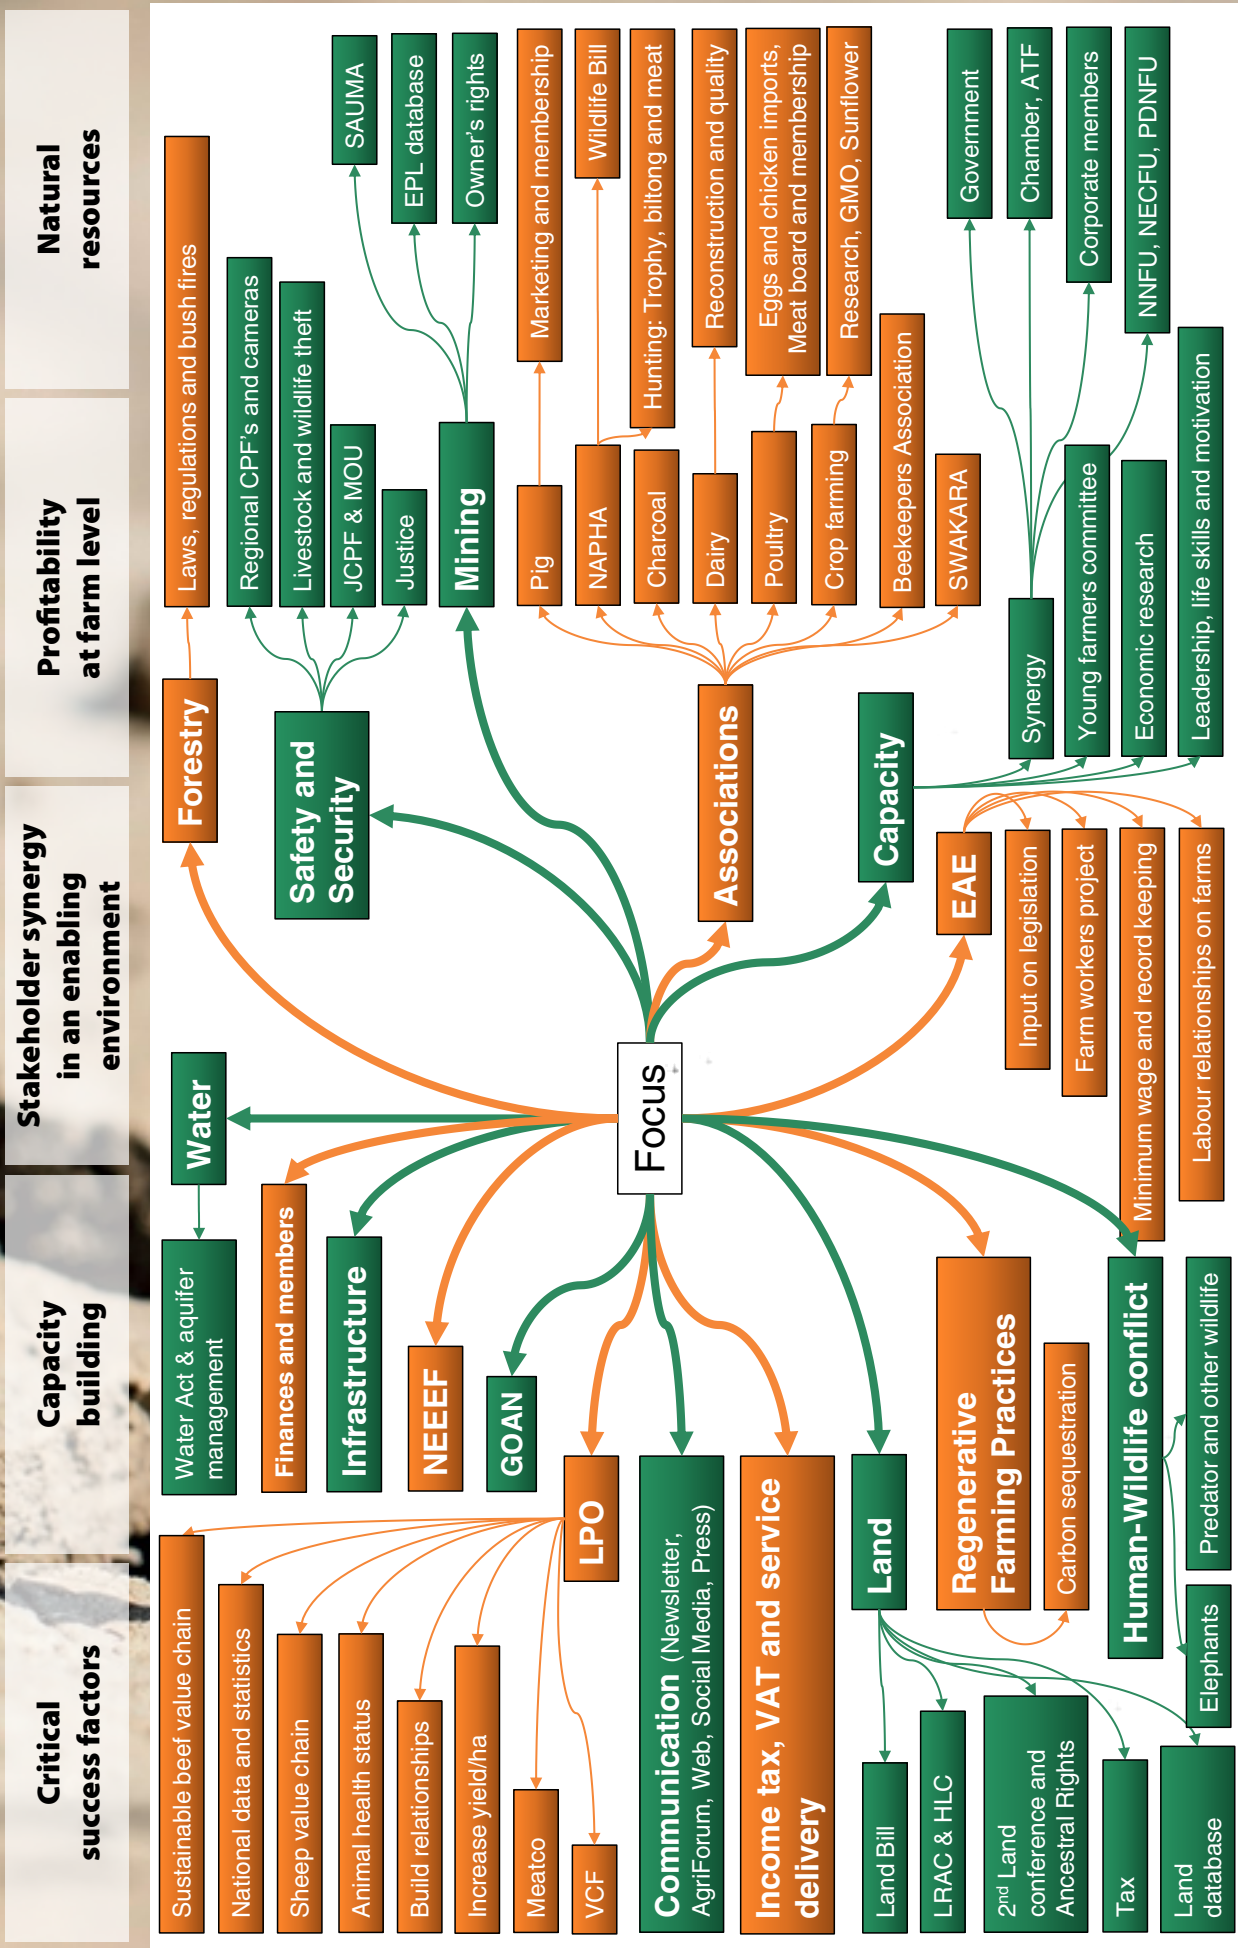 Critical
success factors
Capacity
building
Stakeholder synergy
in an enabling
environment
Profitability
at farm level
Natural
resources
Focus
Water
Water Act & aquifer
management
Finances and members
Infrastructure
NEEEF
GOAN
LPO
Sustainable beef value chain
National data and statistics
Sheep value chain
Animal health status
Build relationships
Increase yield/ha
Meatco
VCF
Communication (Newsletter,
AgriForum, Web, Social Media, Press)
Income tax, VAT and service
delivery
Land
Land Bill
LRAC & HLC
2nd Land
conference and
Ancestral Rights
Tax
Land
database
Regenerative
Farming Practices
Carbon sequestration
Human-Wildlife conflict
Elephants
Predator and other wildlife
Forestry
Laws, regulations and bush fires
Safety and
Security
Regional CPF's and cameras
Livestock and wildlife theft
JCPF & MOU
Justice
Mining
SAUMA
EPL database
Owner's rights
Associations
Pig
Marketing and membership
NAPHA
Wildlife Bill
Hunting: Trophy, biltong and meat
Charcoal
Dairy
Reconstruction and quality
Poultry
Eggs and chicken imports,
Meat board and membership
Crop farming
Research, GMO, Sunflower
Beekeepers Association
SWAKARA
Capacity
Synergy
Government
Chamber, ATF
Corporate members
NNFU, NECFU, PDNFU
Young farmers committee
Economic research
Leadership, life skills and motivation
EAE
Input on legislation
Farm workers project
Minimum wage and record keeping
Labour relationships on farms